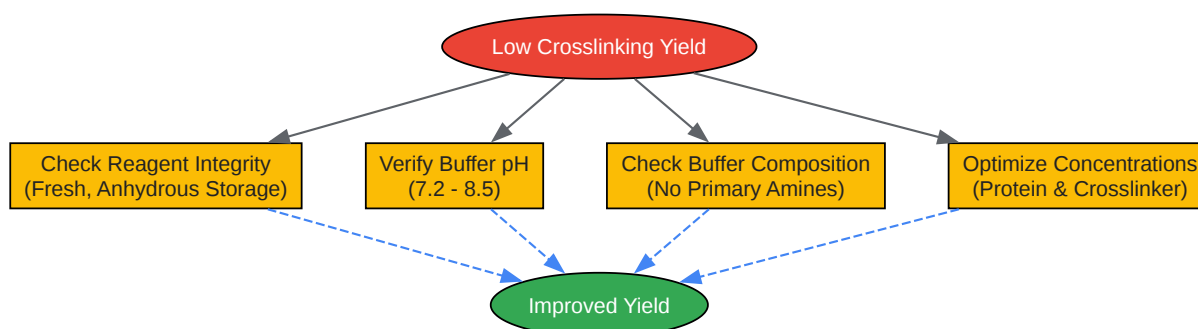 Low Crosslinking Yield
Check Reagent Integrity
(Fresh, Anhydrous Storage)
Verify Buffer pH
(7.2 - 8.5)
Check Buffer Composition
(No Primary Amines)
Optimize Concentrations
(Protein & Crosslinker)
Improved Yield